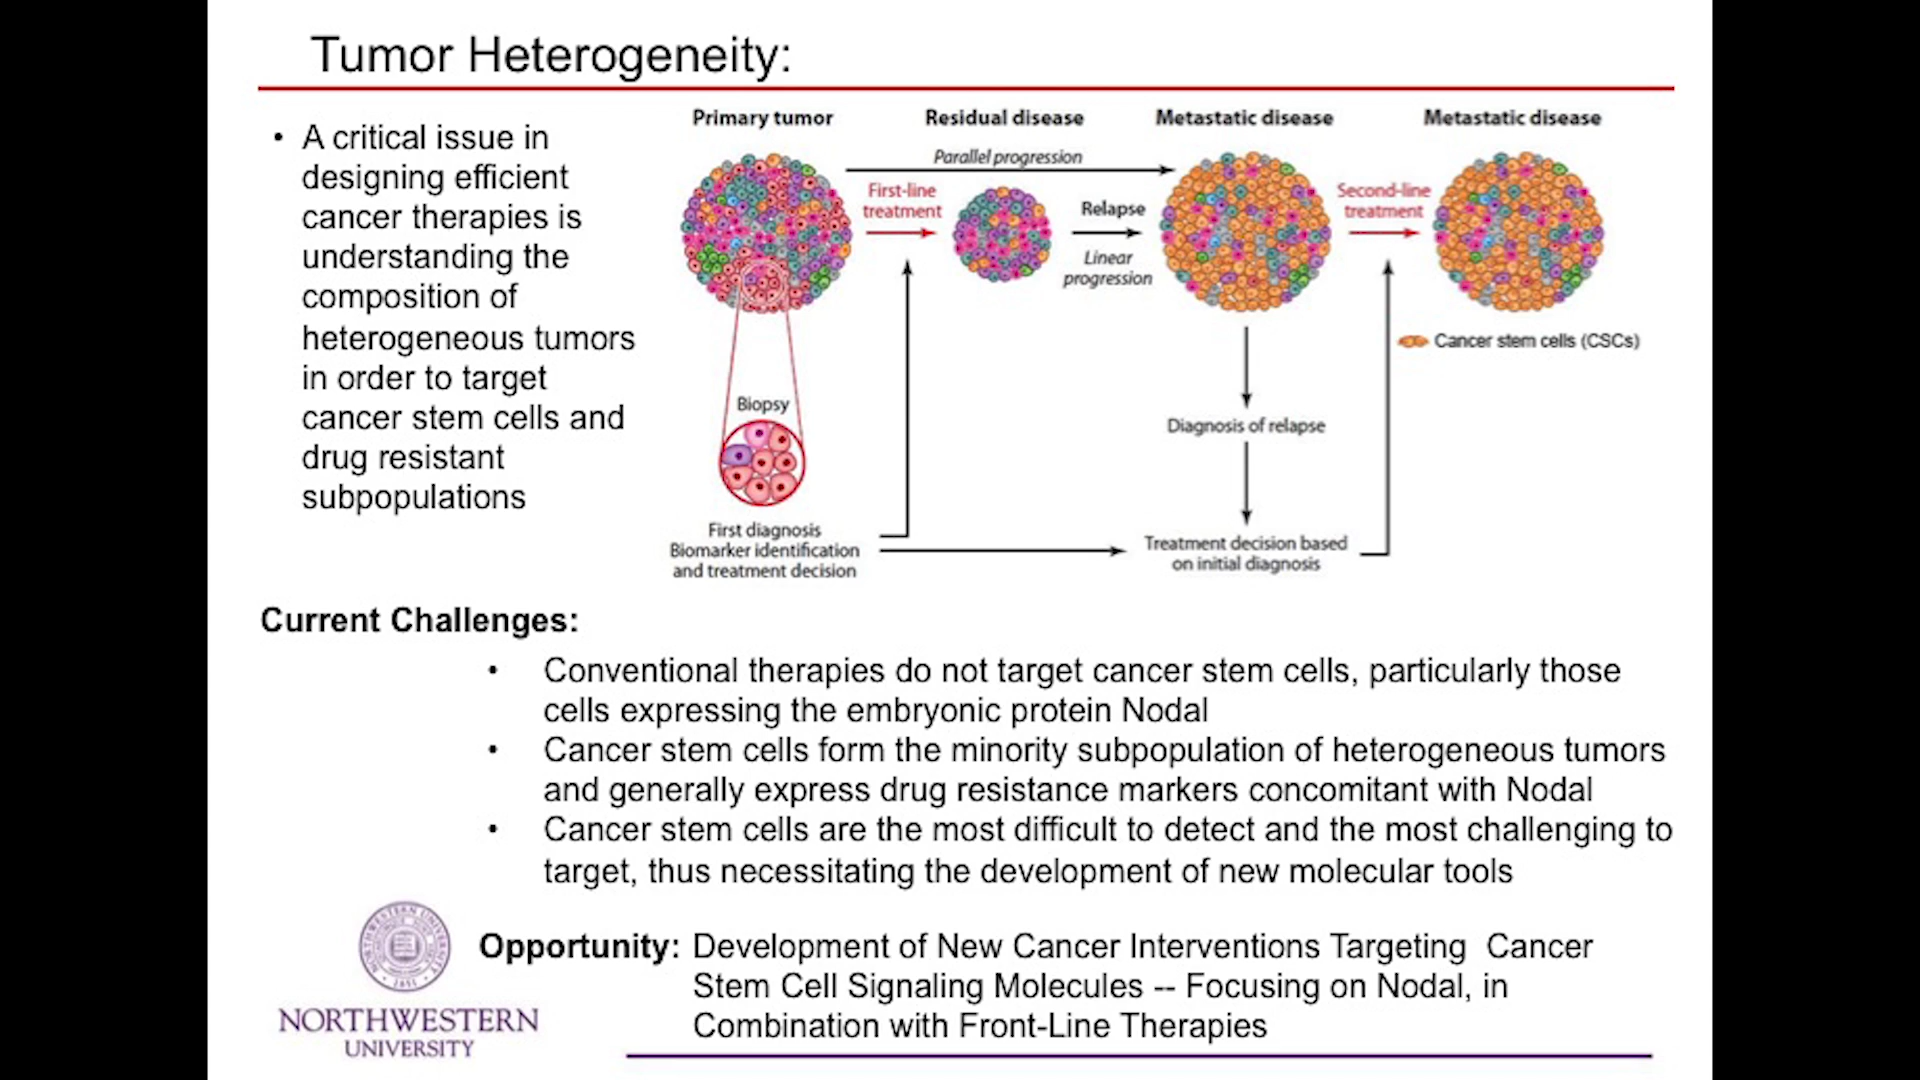 Tumor Heterogeneity:
• A critical issue in
designing efficient
cancer therapies is
understanding the
composition of
heterogeneous tumors
in order to target
cancer stem cells and
drug resistant
subpopulations
Primary tumor
Residual disease
Metastatic disease
Metastatic disease
Parallel progression
First-line
treatment
Relapse
Linear
progression
Second-line
treatment
Cancer stem cells (CSCs)
Biopsy
Diagnosis of relapse
First diagnosis
Biomarker identification
and treatment decision
Treatment decision based
on initial diagnosis
Current Challenges:
• Conventional therapies do not target cancer stem cells, particularly those
cells expressing the embryonic protein Nodal
• Cancer stem cells form the minority subpopulation of heterogeneous tumors
and generally express drug resistance markers concomitant with Nodal
• Cancer stem cells are the most difficult to detect and the most challenging to
target, thus necessitating the development of new molecular tools
Opportunity: Development of New Cancer Interventions Targeting Cancer
Stem Cell Signaling Molecules -- Focusing on Nodal, in
Combination with Front-Line Therapies
NORTHWESTERN UNIVERSITY
1851
NORTHWESTERN
UNIVERSITY